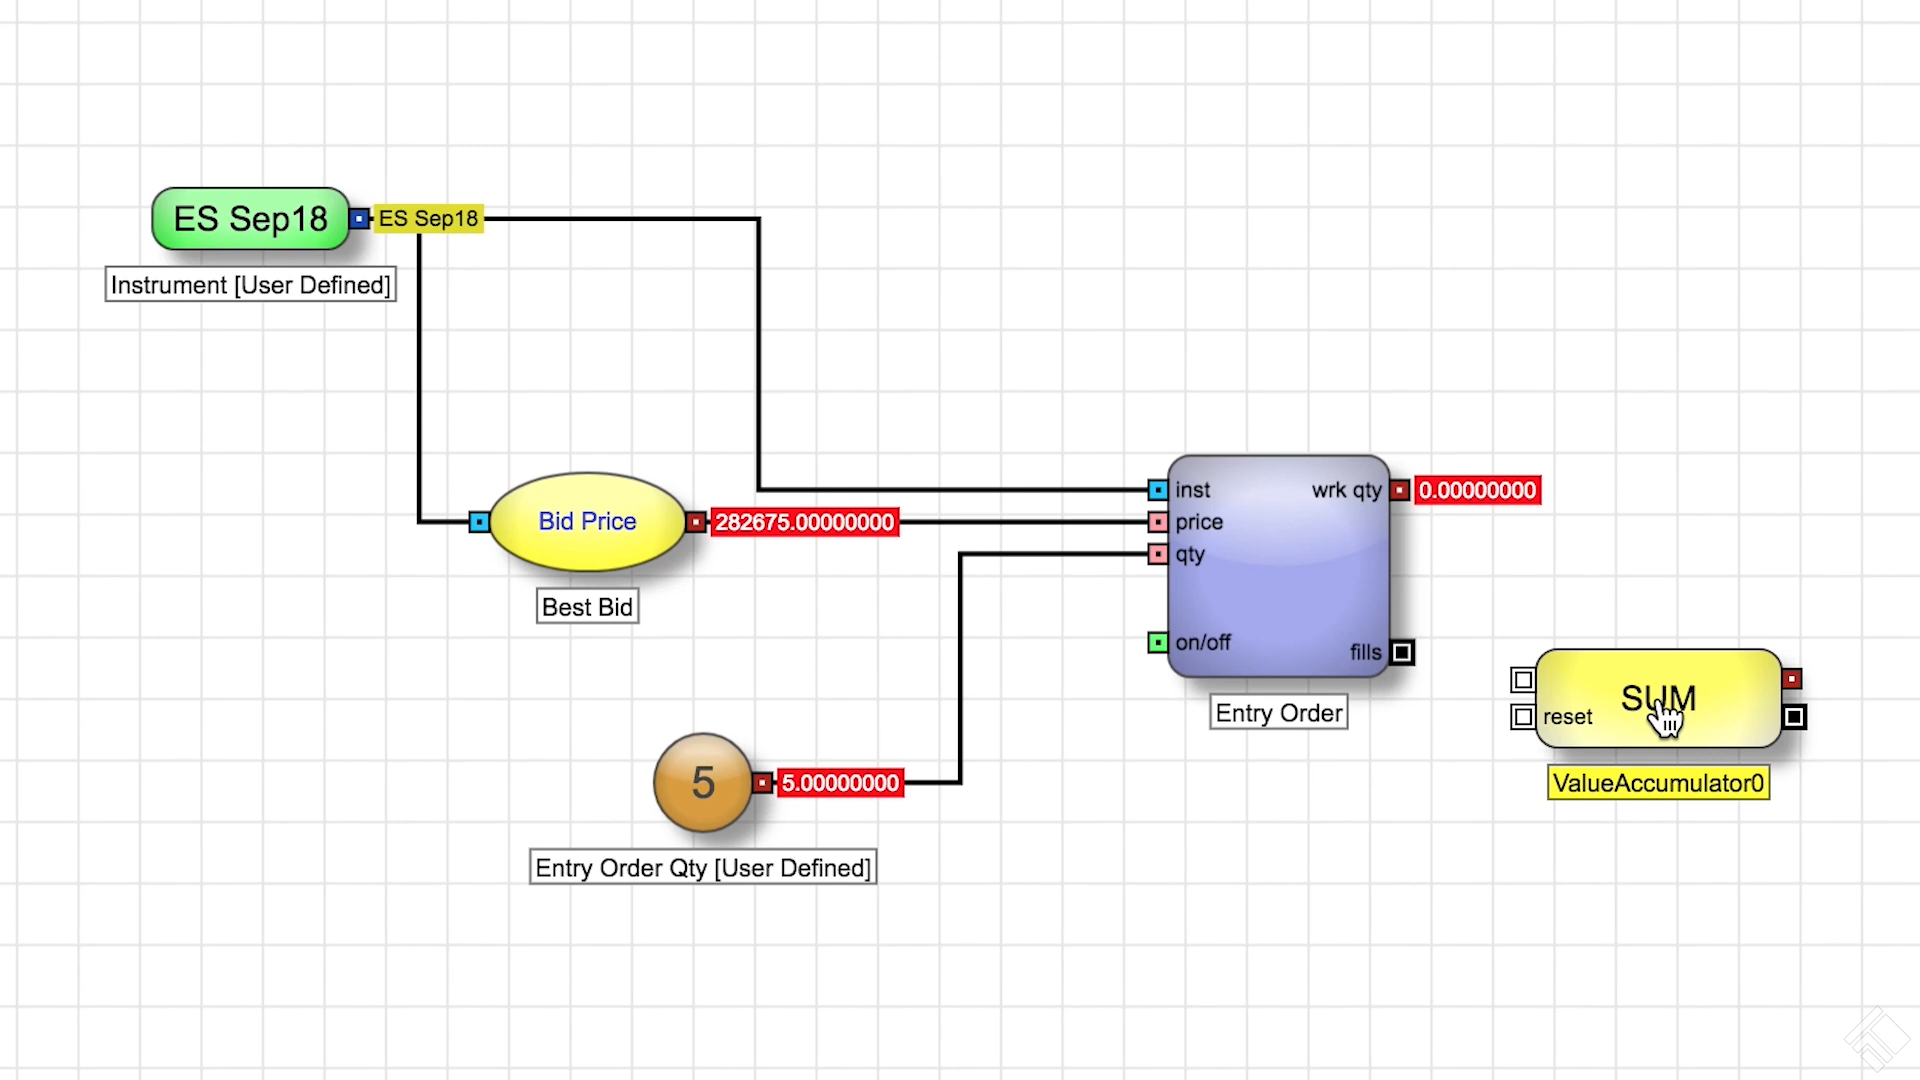 ES Sep18
ES Sep18
Instrument [User Defined]
inst
wrk qty
0.00000000
Bid Price
282675.00000000
price
qty
Best Bid
on/off
fills
Entry Order
SUM
reset
ValueAccumulator0
5
5.00000000
Entry Order Qty [User Defined]